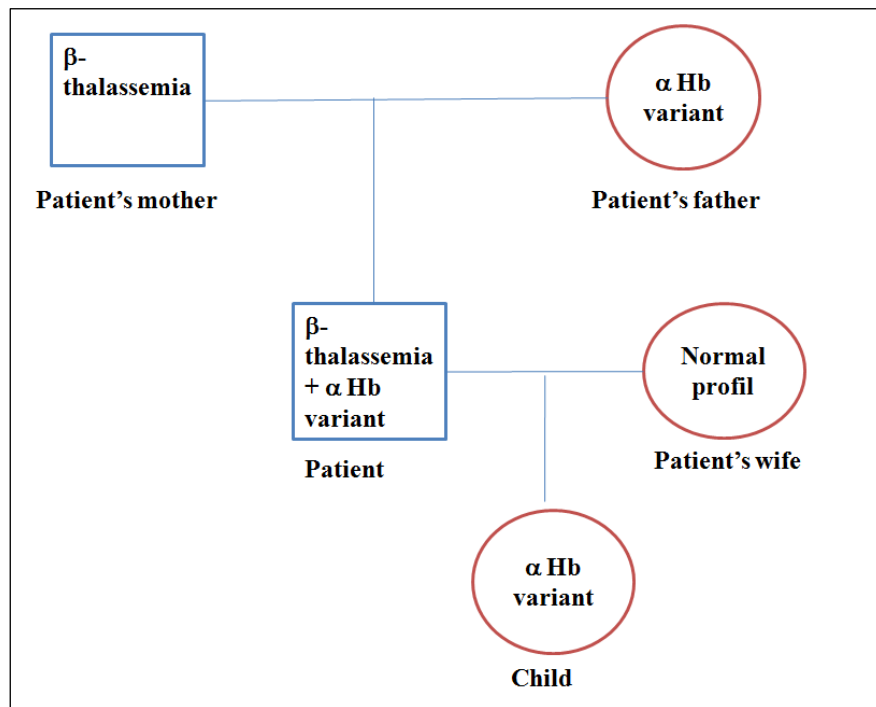 β-
thalassemia
α Hb
variant
Patient’s mother
Patient’s father
β-
thalassemia
+ α Hb
variant
Normal
profil
Patient
Patient’s wife
α Hb
variant
Child